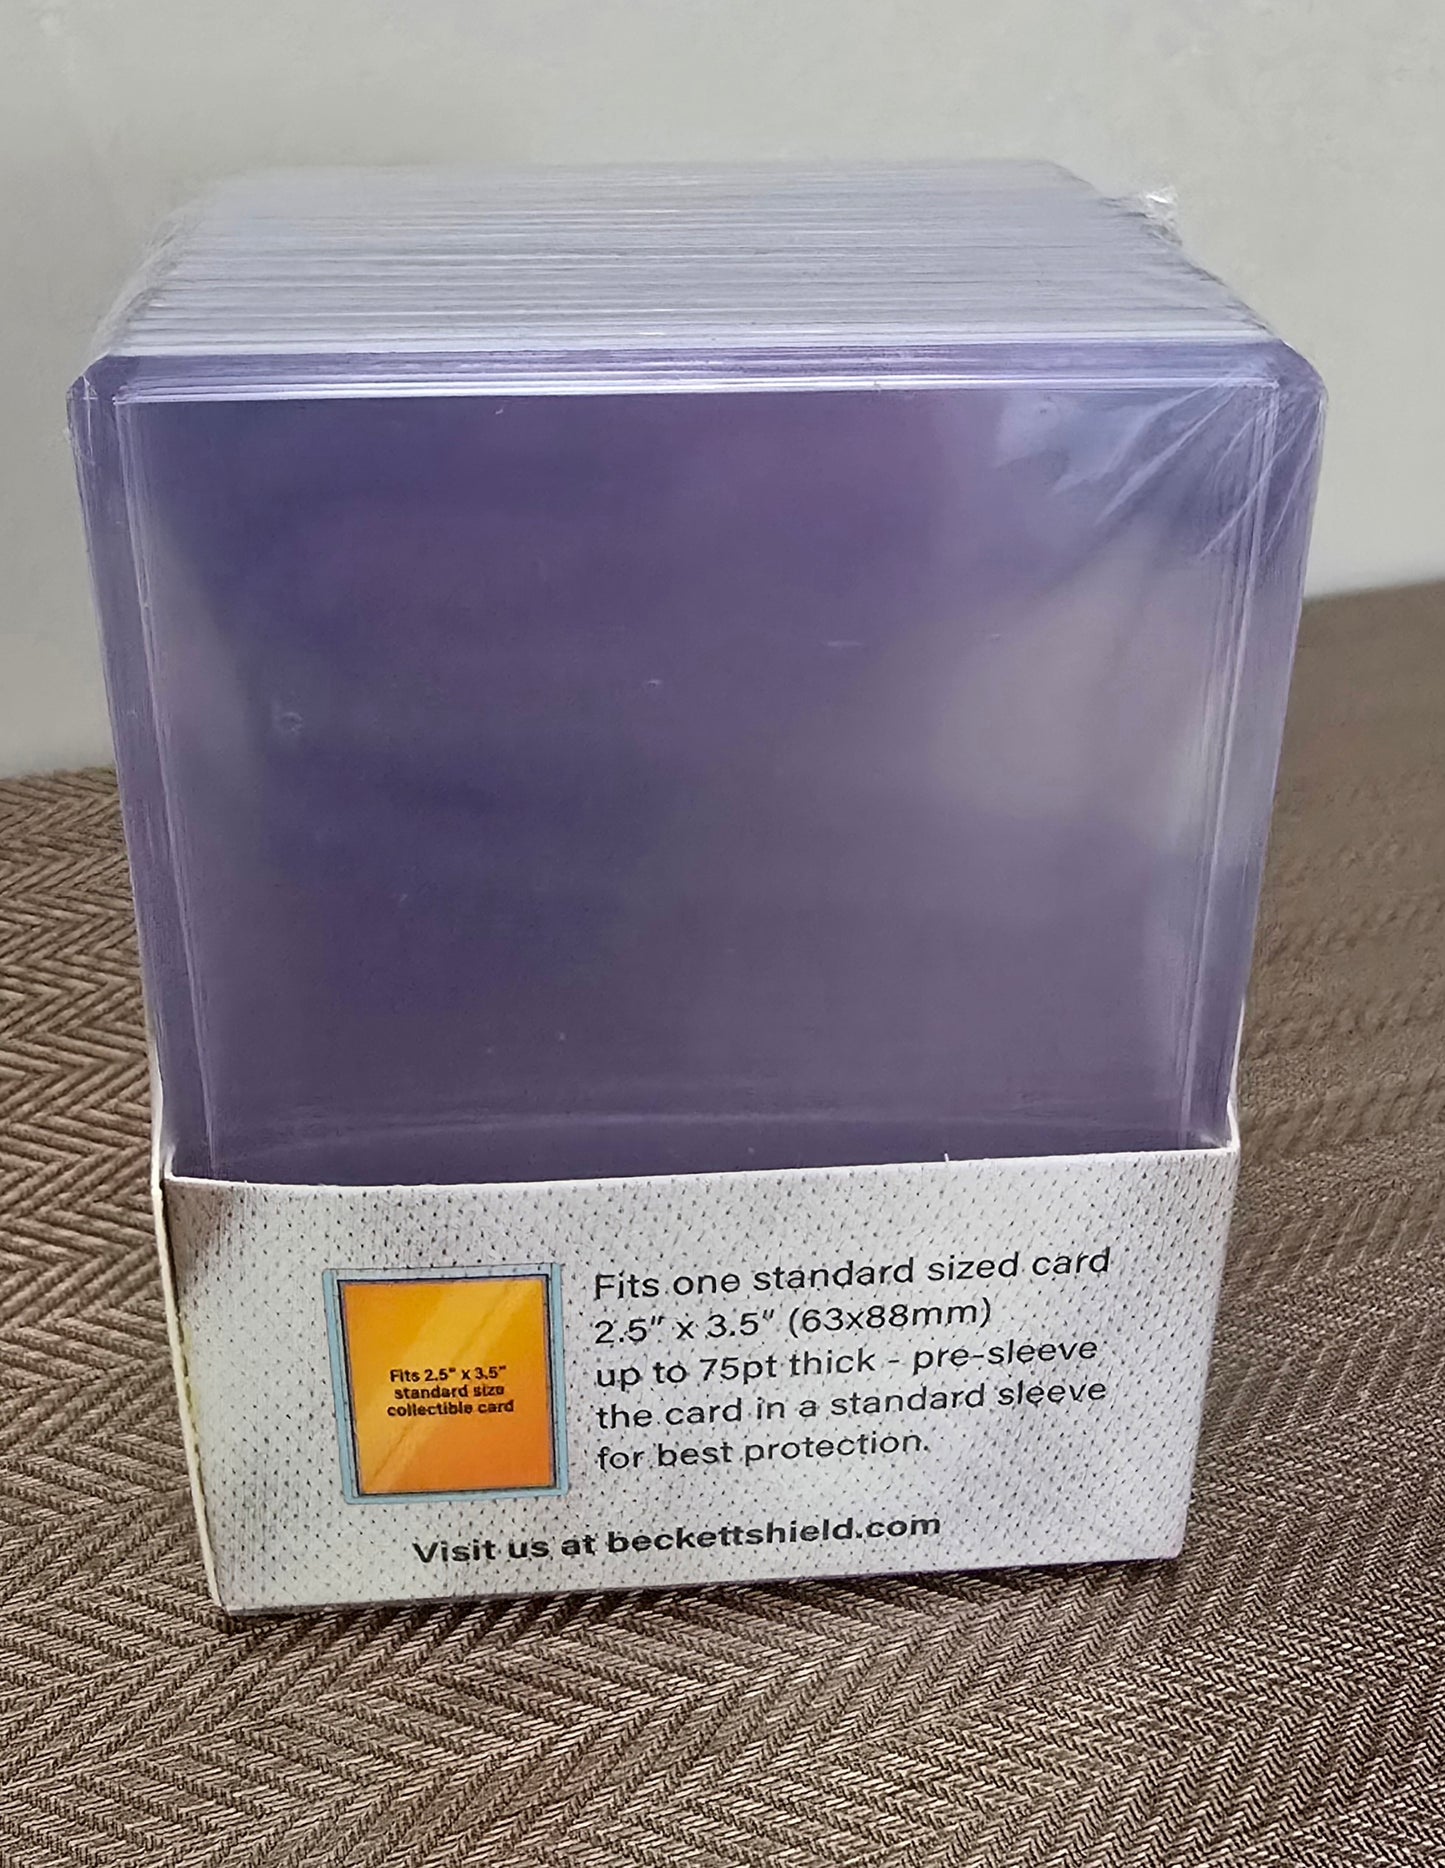 Fits 2.5" x 3.5"
standard size
collectible card
Fits one standard sized card
2.5" x 3.5" (63x88mm)
up to 75pt thick - pre-sleeve
the card in a standard sleeve
for best protection.
Visit us at beckettshield.com